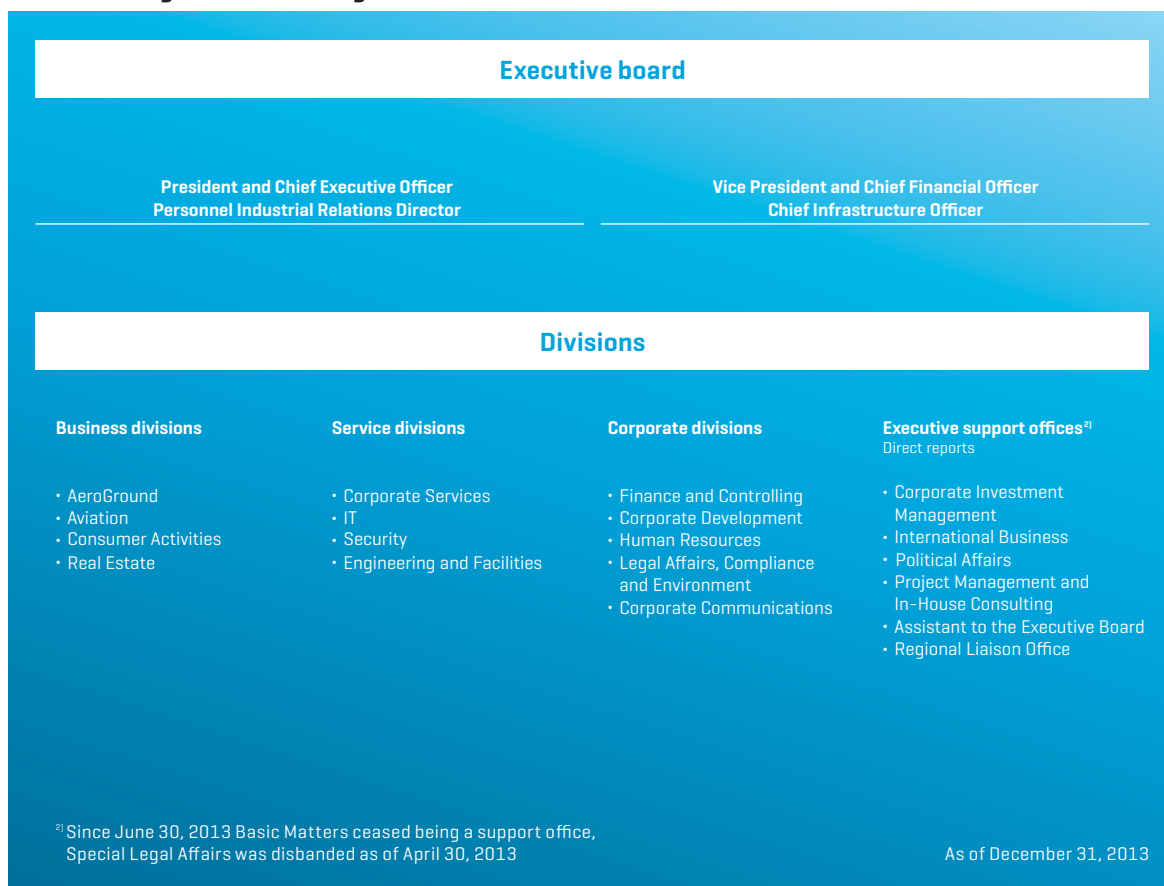 Executive board
President and Chief Executive Officer
Personnel Industrial Relations Director
Vice President and Chief Financial Officer
Chief Infrastructure Officer
Divisions
Business divisions
• AeroGround
• Aviation
• Consumer Activities
• Real Estate
Service divisions
• Corporate Services
• IT
• Security
• Engineering and Facilities
Corporate divisions
• Finance and Controlling
• Corporate Development
• Human Resources
• Legal Affairs, Compliance
and Environment
• Corporate Communications
Executive support offices²⁾
Direct reports
• Corporate Investment
Management
• International Business
• Political Affairs
• Project Management and
In-House Consulting
• Assistant to the Executive Board
• Regional Liaison Office
²⁾ Since June 30, 2013 Basic Matters ceased being a support office,
Special Legal Affairs was disbanded as of April 30, 2013
As of December 31, 2013